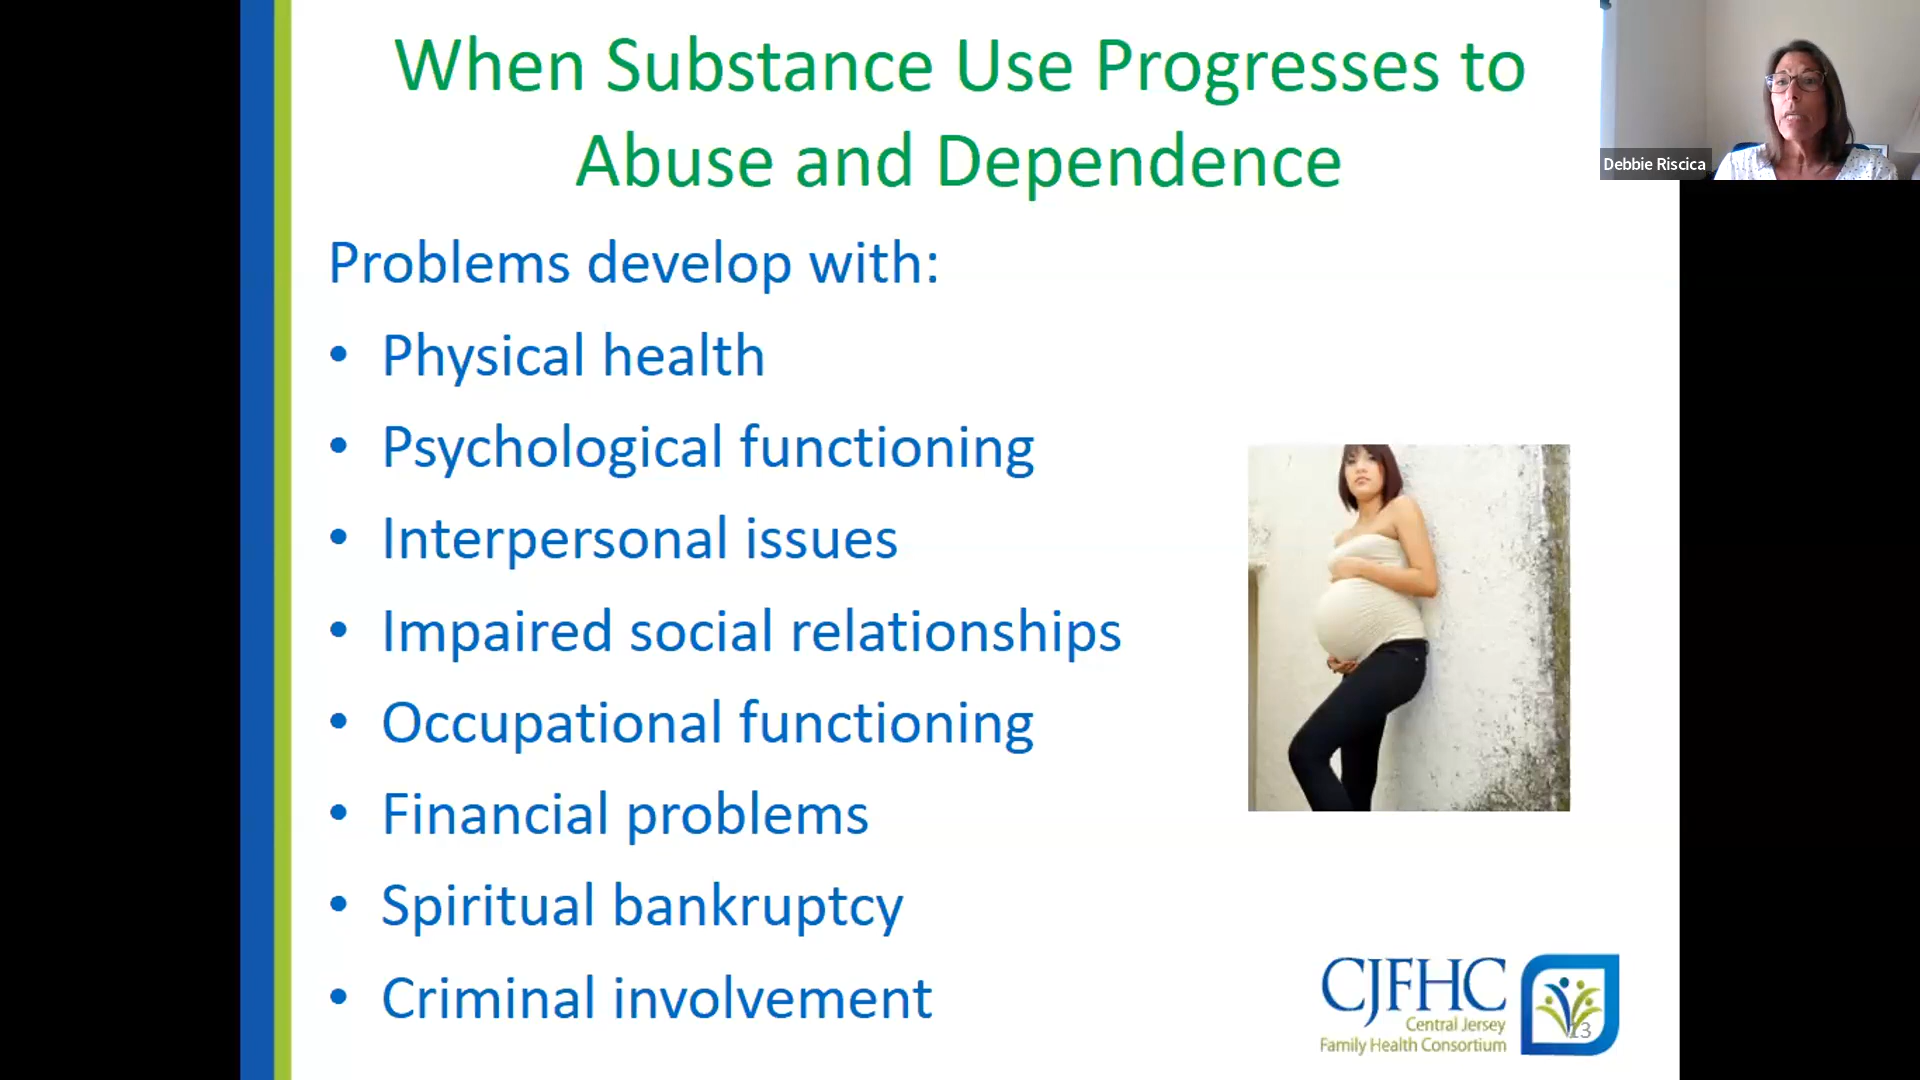 When Substance Use Progresses to
Abuse and Dependence
Debbie Riscica
Problems develop with:
• Physical health
• Psychological functioning
• Interpersonal issues
• Impaired social relationships
• Occupational functioning
• Financial problems
• Spiritual bankruptcy
• Criminal involvement
CJFHC
Central Jersey
Family Health Consortium
13